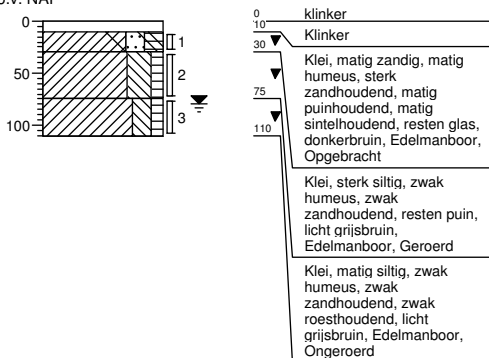 0
50
100
1
2
3
0
klinker
10
Klinker
30
Klei, matig zandig, matig
humeus, sterk
zandhoudend, matig
puinhoudend, matig
sintelhoudend, resten glas,
donkerbruin, Edelmanboor,
Opgebracht
75
Klei, sterk siltig, zwak
humeus, zwak
zandhoudend, resten puin,
licht grijsbruin,
Edelmanboor, Geroerd
110
Klei, matig siltig, zwak
humeus, zwak
zandhoudend, zwak
roesthoudend, licht
grijsbruin, Edelmanboor,
Ongeroerd